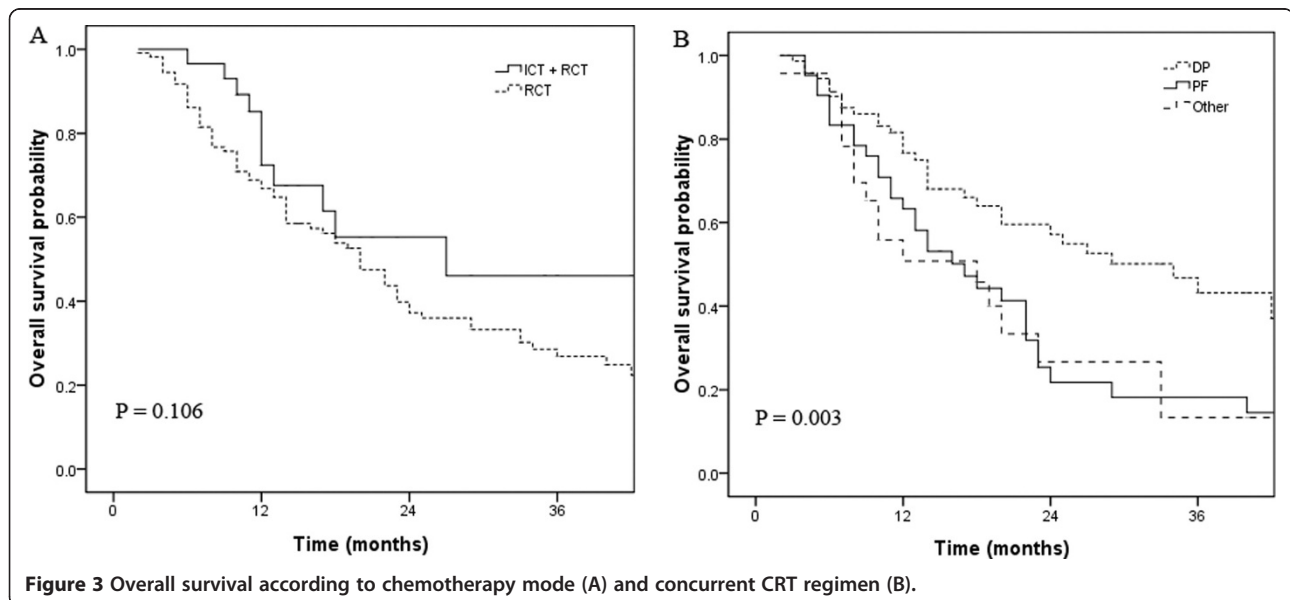 A
ICT + RCT
RCT
1.0
0.8
0.6
0.4
0.2
0.0
Overall survival probability
P = 0.106
0
12
24
36
Time (months)
B
DP
PF
Other
1.0
0.8
0.6
0.4
0.2
0.0
Overall survival probability
P = 0.003
0
12
24
36
Time (months)
Figure 3 Overall survival according to chemotherapy mode (A) and concurrent CRT regimen (B).